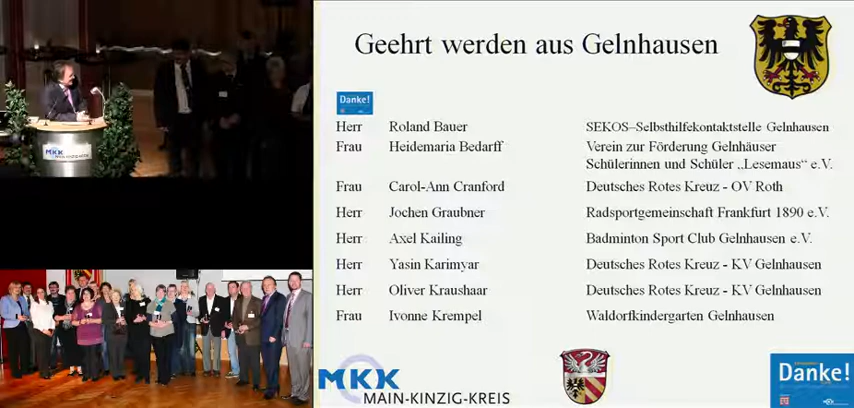 Geehrt werden aus Gelnhausen
Danke!
Herr Roland Bauer SEKOS–Selbsthilfekontaktstelle Gelnhausen
Frau Heidemaria Bedarff Verein zur Förderung Gelnhäuser
Schülerinnen und Schüler „Lesemaus" e.V.
Frau Carol-Ann Cranford Deutsches Rotes Kreuz - OV Roth
Herr Jochen Graubner Radsportgemeinschaft Frankfurt 1890 e.V.
Herr Axel Kailing Badminton Sport Club Gelnhausen e.V.
Herr Yasin Karimyar Deutsches Rotes Kreuz - KV Gelnhausen
Herr Oliver Kraushaar Deutsches Rotes Kreuz - KV Gelnhausen
Frau Ivonne Krempel Waldorfkindergarten Gelnhausen
MKK
MAIN-KINZIG-KREIS
MKK
MAIN-KINZIG-KREIS
Danke!